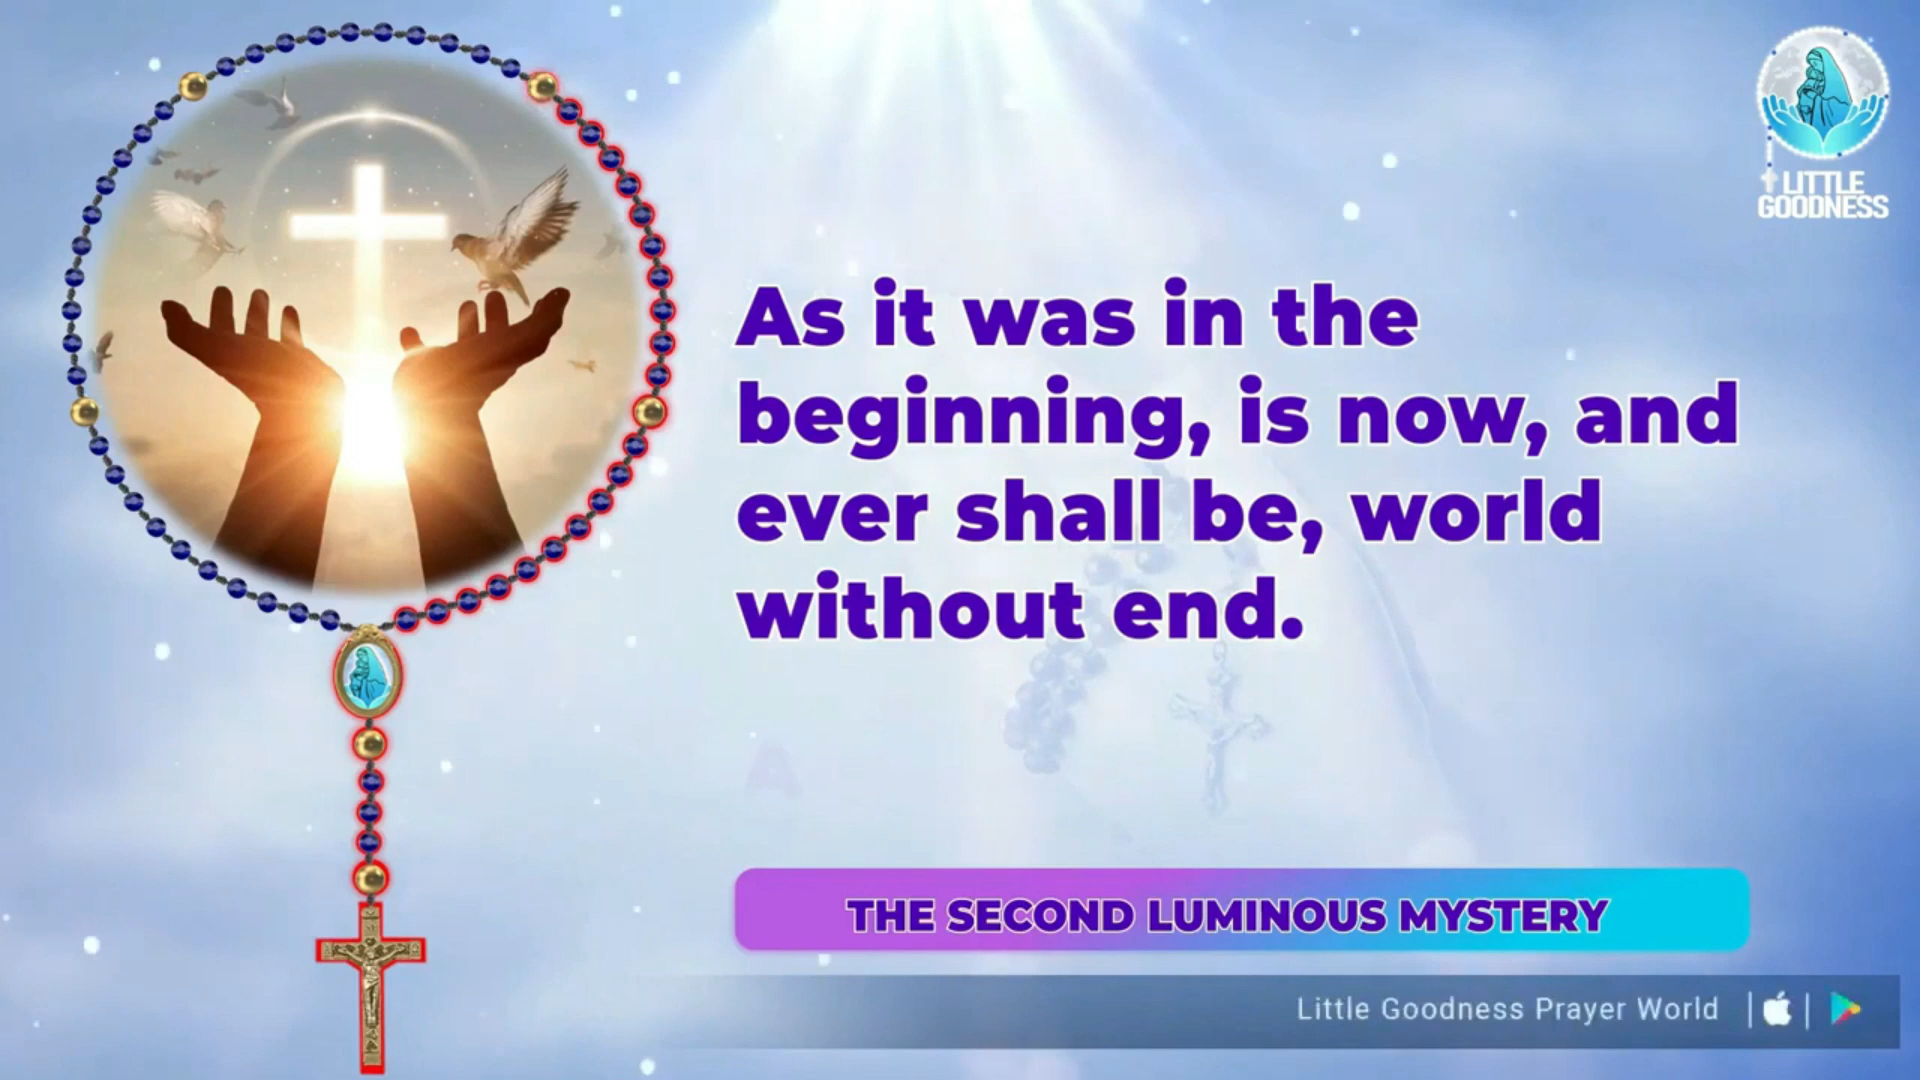 LITTLE
GOODNESS
As it was in the
beginning, is now, and
ever shall be, world
without end.
A
THE SECOND LUMINOUS MYSTERY
Little Goodness Prayer World